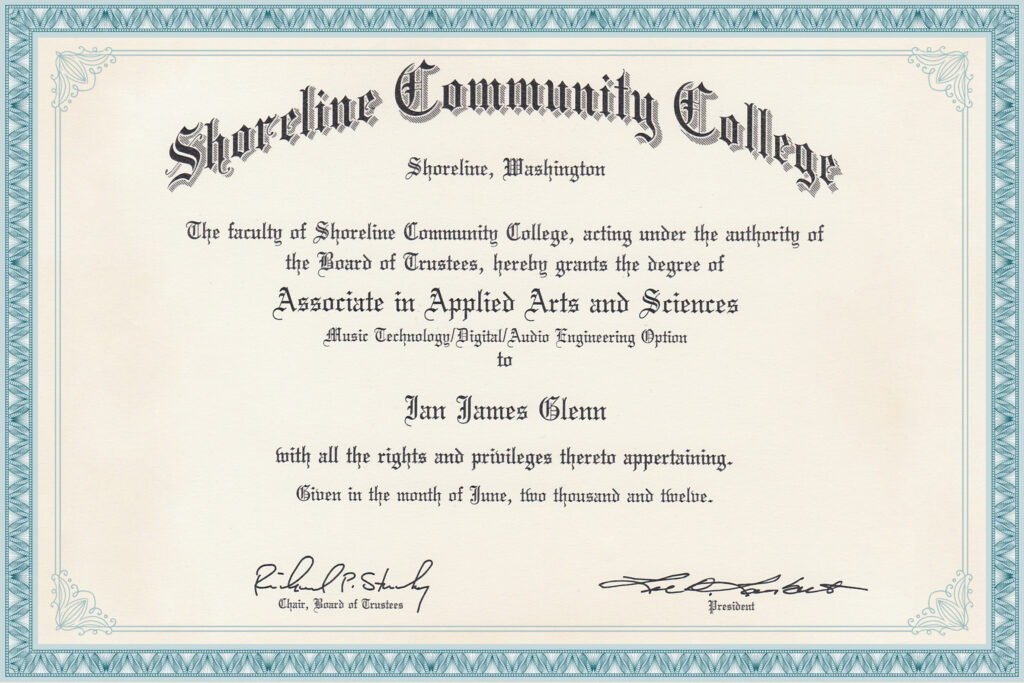 Shoreline Community College
Shoreline, Washington
The faculty of Shoreline Community College, acting under the authority of
the Board of Trustees, hereby grants the degree of
Associate in Applied Arts and Sciences
Music Technology/Digital/Audio Engineering Option
to
Ian James Glenn
with all the rights and privileges thereto appertaining.
Given in the month of June, two thousand and twelve.
Richard P. 
Chair, Board of Trustees
President